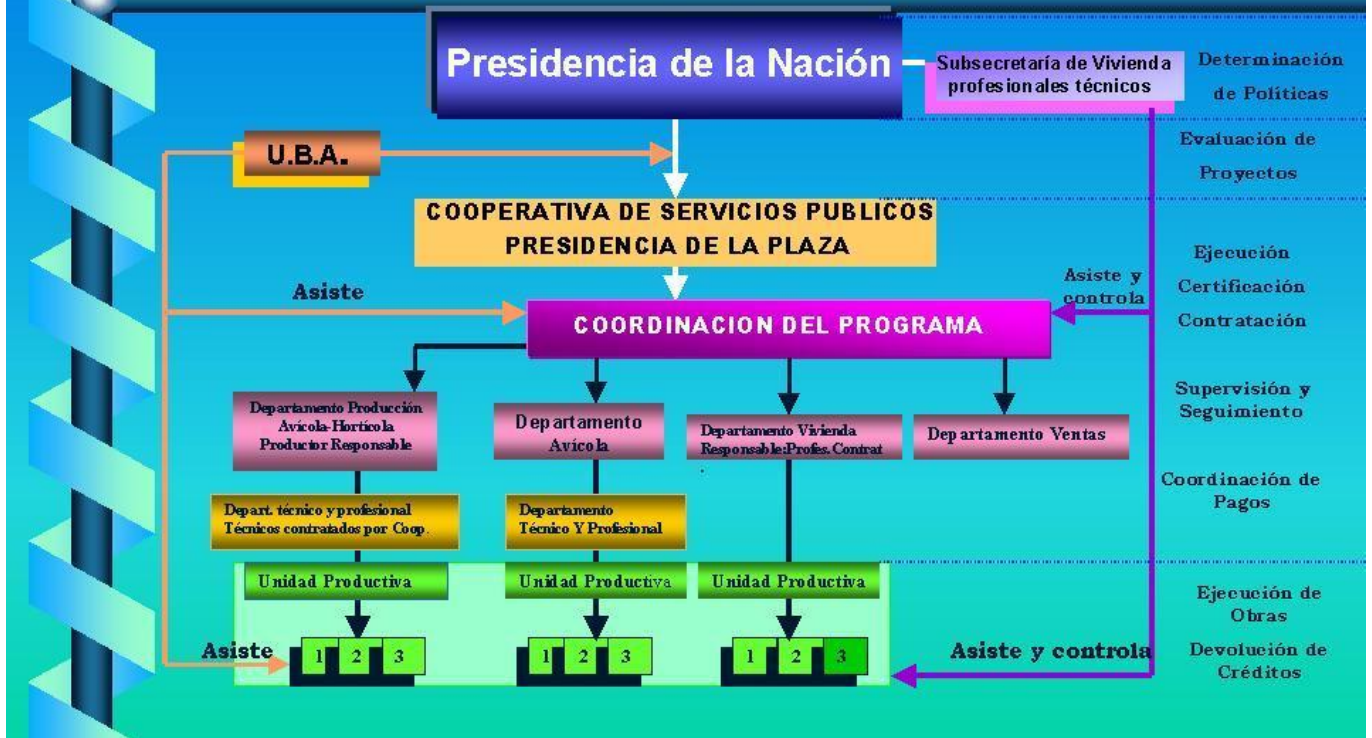 Presidencia de la Nación
Subsecretaría de Vivienda
profesionales técnicos
Determinación
de Políticas
U.B.A.
Evaluación de
Proyectos
COOPERATIVA DE SERVICIOS PUBLICOS
PRESIDENCIA DE LA PLAZA
Asiste
Asiste y
controla
Ejecución
Certificación
Contratación
COORDINACION DEL PROGRAMA
Departamento Producción
Avícola-Hortícola
Productor Responsable
Departamento
Avícola
Departamento Vivienda
Responsable:Profes. Contrat
.
Departamento Ventas
Supervisión y
Seguimiento
Depart. técnico y profesional
Técnicos contratados por Coop.
Departamento
Técnico Y Profesional
Coordinación de
Pagos
Unidad Productiva
Unidad Productiva
Unidad Productiva
Ejecución de
Obras
Asiste
1 2 3
1 2 3
1 2 3
Asiste y controla
Devolución de
Créditos